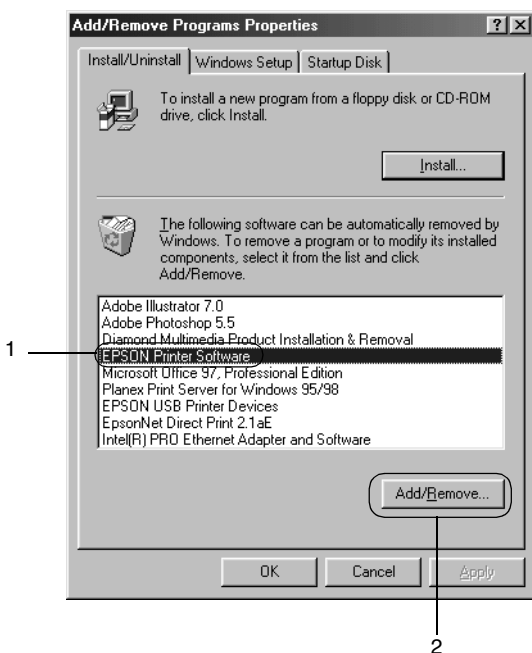 Add/Remove Programs Properties
Install/Uninstall Windows Setup Startup Disk
To install a new program from a floppy disk or CD-ROM
drive, click Install.
Install...
The following software can be automatically removed by
Windows. To remove a program or to modify its installed
components, select it from the list and click
Add/Remove.
Adobe Illustrator 7.0
Adobe Photoshop 5.5
Diamond Multimedia Product Installation & Removal
1 EPSON Printer Software
Microsoft Office 97, Professional Edition
Planex Print Server for Windows 95/98
EPSON USB Printer Devices
EpsonNet Direct Print 2.1aE
Intel(R) PRO Ethernet Adapter and Software
Add/Remove...
OK Cancel Apply
2